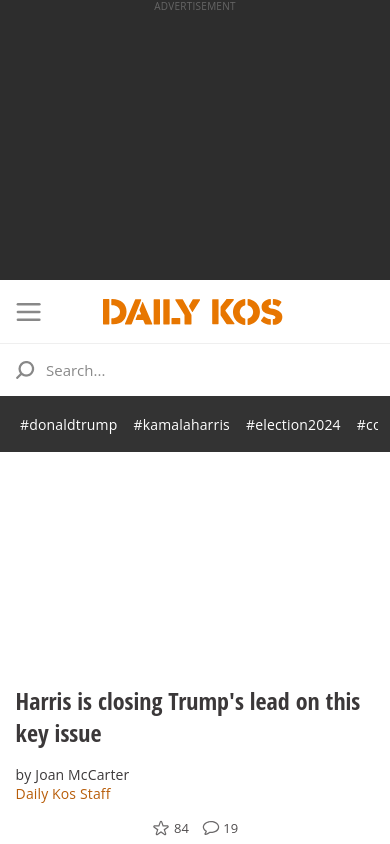 ADVERTISEMENT
DAILY KOS
Search...
#donaldtrump #kamalaharris #election2024
Harris is closing Trump's lead on this
key issue
by Joan McCarter
Daily Kos Staff
84 19